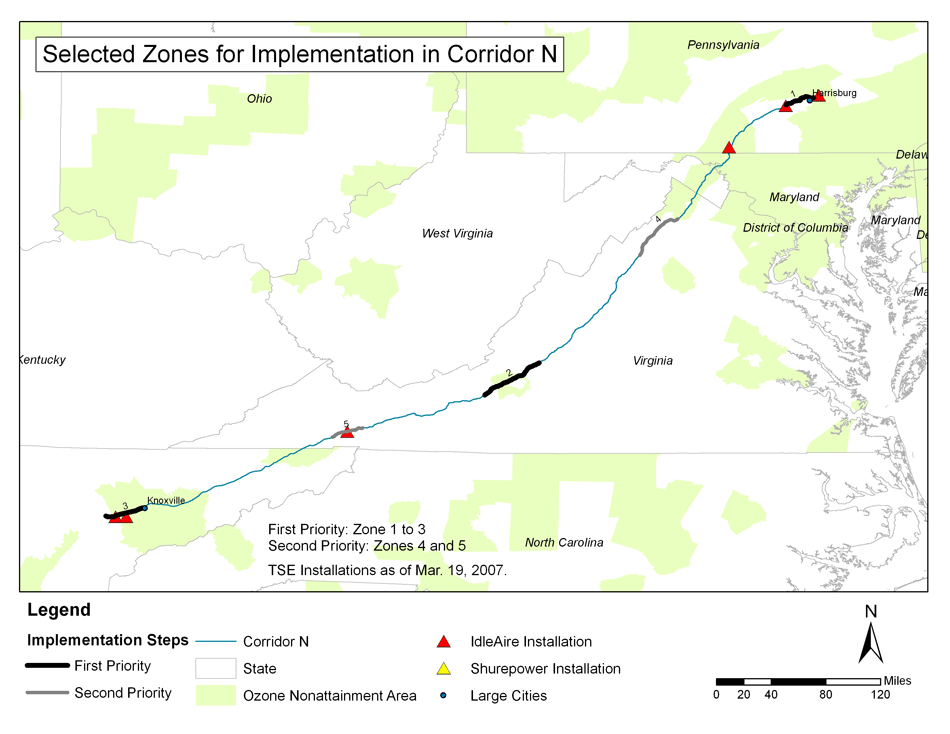 Selected Zones for Implementation in Corridor N
Pennsylvania
Ohio
1
Harrisburg
Delaw
Maryland
Maryland
West Virginia
4
District of Columbia
De
Ma
Kentucky
Virginia
2
5
3
Knoxville
First Priority: Zone 1 to 3
Second Priority: Zones 4 and 5
TSE Installations as of Mar. 19, 2007.
North Carolina
Legend
N
Implementation Steps
First Priority
Second Priority
Corridor N
State
Ozone Nonattainment Area
IdleAire Installation
Shurepower Installation
Large Cities
Miles
0 20 40 80 120